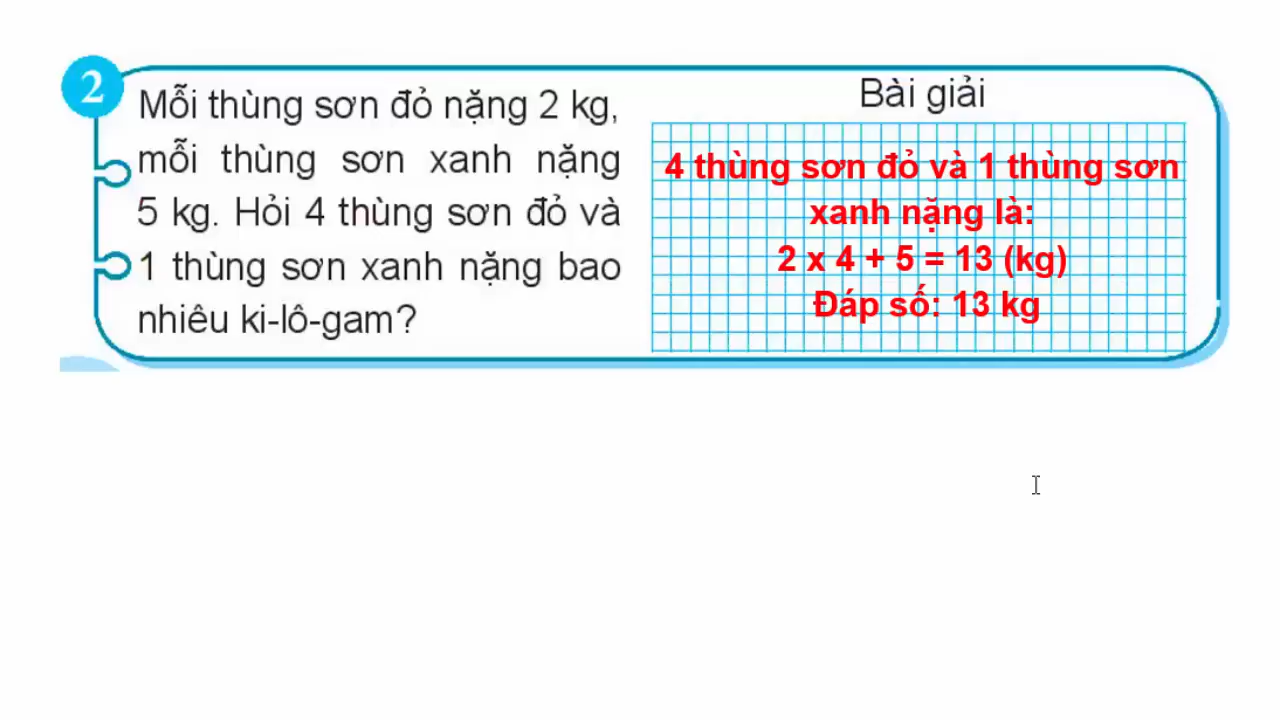 2
Mỗi thùng sơn đỏ nặng 2 kg,
mỗi thùng sơn xanh nặng
5 kg. Hỏi 4 thùng sơn đỏ và
1 thùng sơn xanh nặng bao
nhiêu ki-lô-gam?
Bài giải
4 thùng sơn đỏ và 1 thùng sơn
xanh nặng là:
2 x 4 + 5 = 13 (kg)
Đáp số: 13 kg